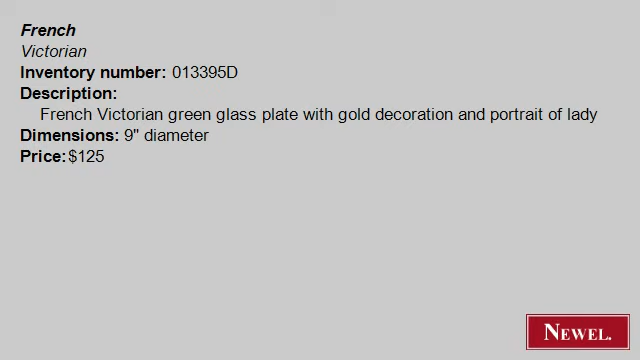 French
Victorian
Inventory number: 013395D
Description:
French Victorian green glass plate with gold decoration and portrait of lady
Dimensions: 9" diameter
Price:$125
NEWEL.